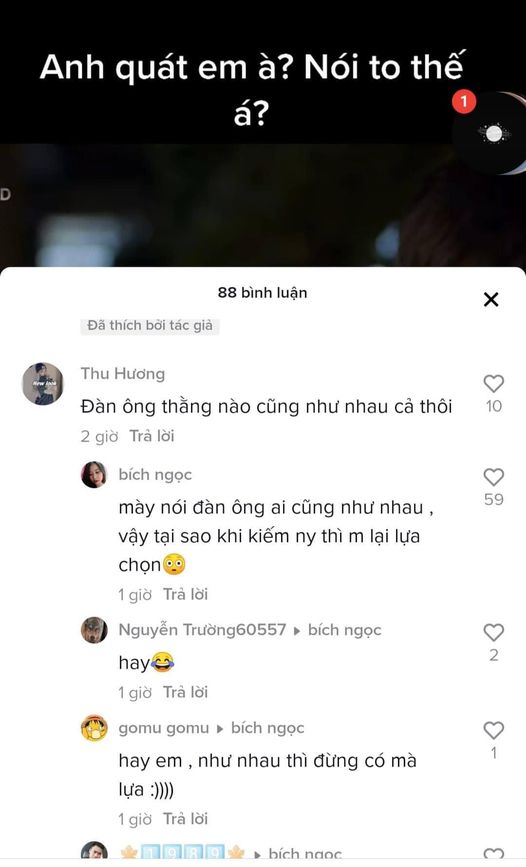 Anh quát em à? Nói to thế
á?
1
D
88 bình luận
Đã thích bởi tác giả
Thu Hương
Đàn ông thằng nào cũng như nhau cả thôi
10
2 giờ Trả lời
bích ngọc
mày nói đàn ông ai cũng như nhau ,
59
vậy tại sao khi kiếm ny thì m lại lựa
chọn😳
1 giờ Trả lời
Nguyễn Trường60557 ▸ bích ngọc
hay😂
2
1 giờ Trả lời
gomu gomu ▸ bích ngọc
hay em , như nhau thì đừng có mà
1
lựa :))))
1 giờ Trả lời
🍁1️⃣9️⃣8️⃣9️⃣🍁 ▸ bích ngọc